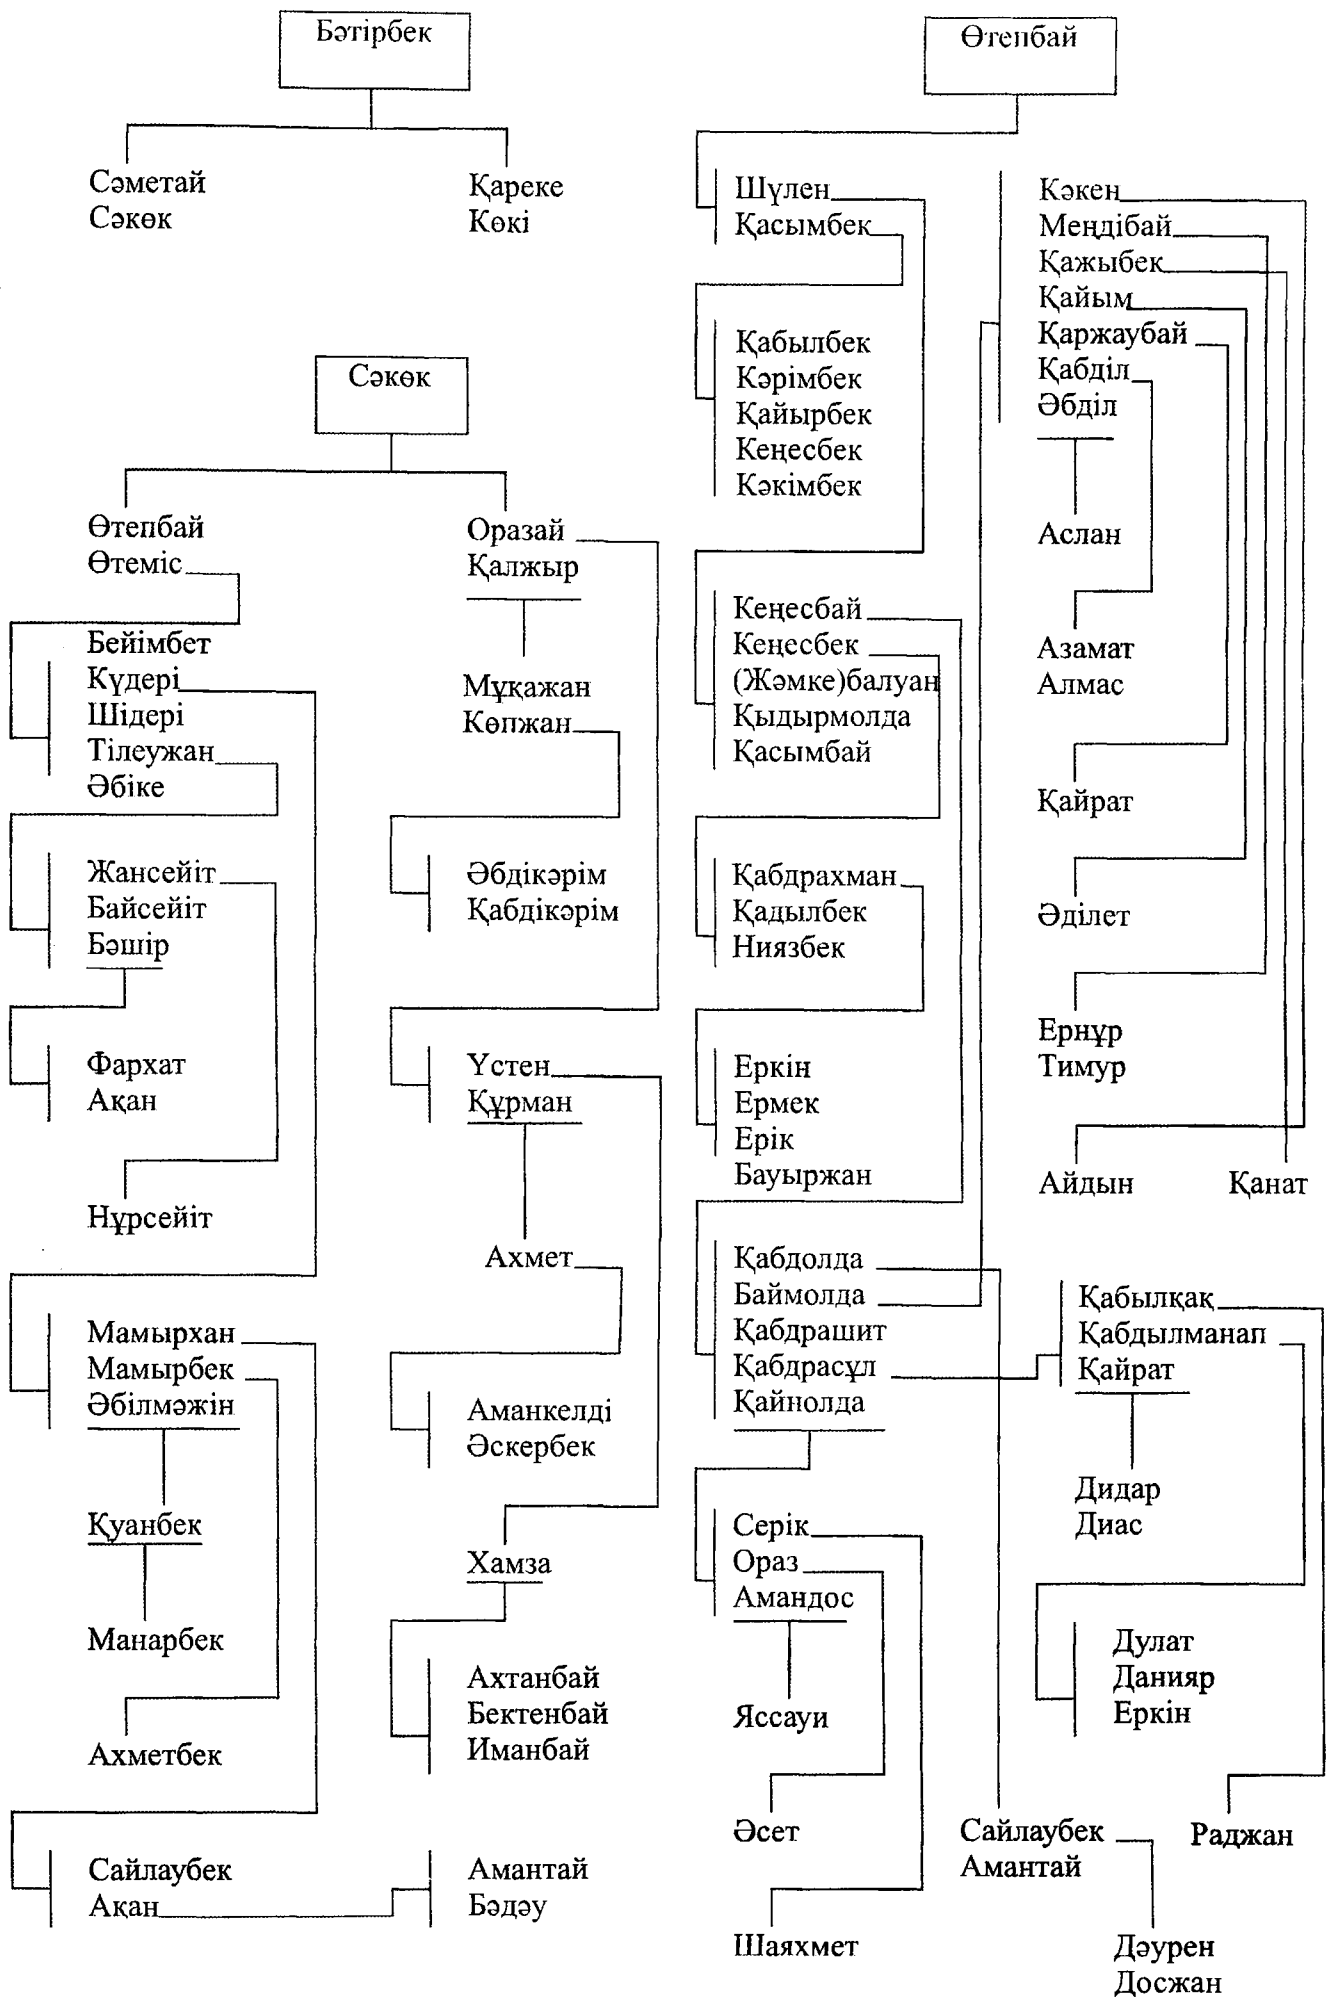 Бәтірбек
Сәметай
Сәкөк
Қареке
Көкі
Сәкөк
Өтепбай
Өтеміс
Оразай
Қалжыр
Бейімбет
Күдері
Шідері
Тілеужан
Әбіке
Мұқажан
Көпжан
Жансейіт
Байсейіт
Бәшір
Әбдікәрім
Қабдікәрім
Фархат
Ақан
Үстен
Құрман
Нұрсейіт
Ахмет
Мамырхан
Мамырбек
Әбілмәжін
Аманкелді
Әскербек
Қуанбек
Хамза
Манарбек
Ахтанбай
Бектенбай
Иманбай
Ахметбек
Сайлаубек
Ақан
Амантай
Бәдәу
Өтепбай
Шүлен
Қасымбек
Қабылбек
Кәрімбек
Қайырбек
Кеңесбек
Кәкімбек
Кеңесбай
Кеңесбек
(Жәмке)балуан
Қыдырмолда
Қасымбай
Қабдрахман
Қадылбек
Ниязбек
Еркін
Ермек
Ерік
Бауыржан
Қабдолда
Баймолда
Қабдрашит
Қабдрасұл
Қайнолда
Серік
Ораз
Амандос
Яссауи
Әсет
Шаяхмет
Кәкен
Меңдібай
Қажыбек
Қайым
Қаржаубай
Қабділ
Әбділ
Аслан
Азамат
Алмас
Қайрат
Әділет
Ернұр
Тимур
Айдын
Қанат
Қабылқақ
Қабдылманап
Қайрат
Дидар
Диас
Дулат
Данияр
Еркін
Сайлаубек
Амантай
Раджан
Дәурен
Досжан